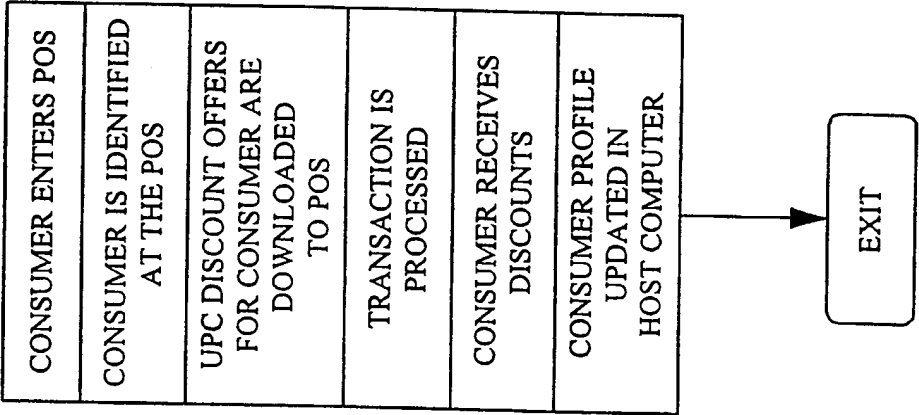 CONSUMER ENTERS POS
CONSUMER IS IDENTIFIED
AT THE POS
UPC DISCOUNT OFFERS
FOR CONSUMER ARE
DOWNLOADED
TO POS
TRANSACTION IS
PROCESSED
CONSUMER RECEIVES
DISCOUNTS
CONSUMER PROFILE
UPDATED IN
HOST COMPUTER
EXIT